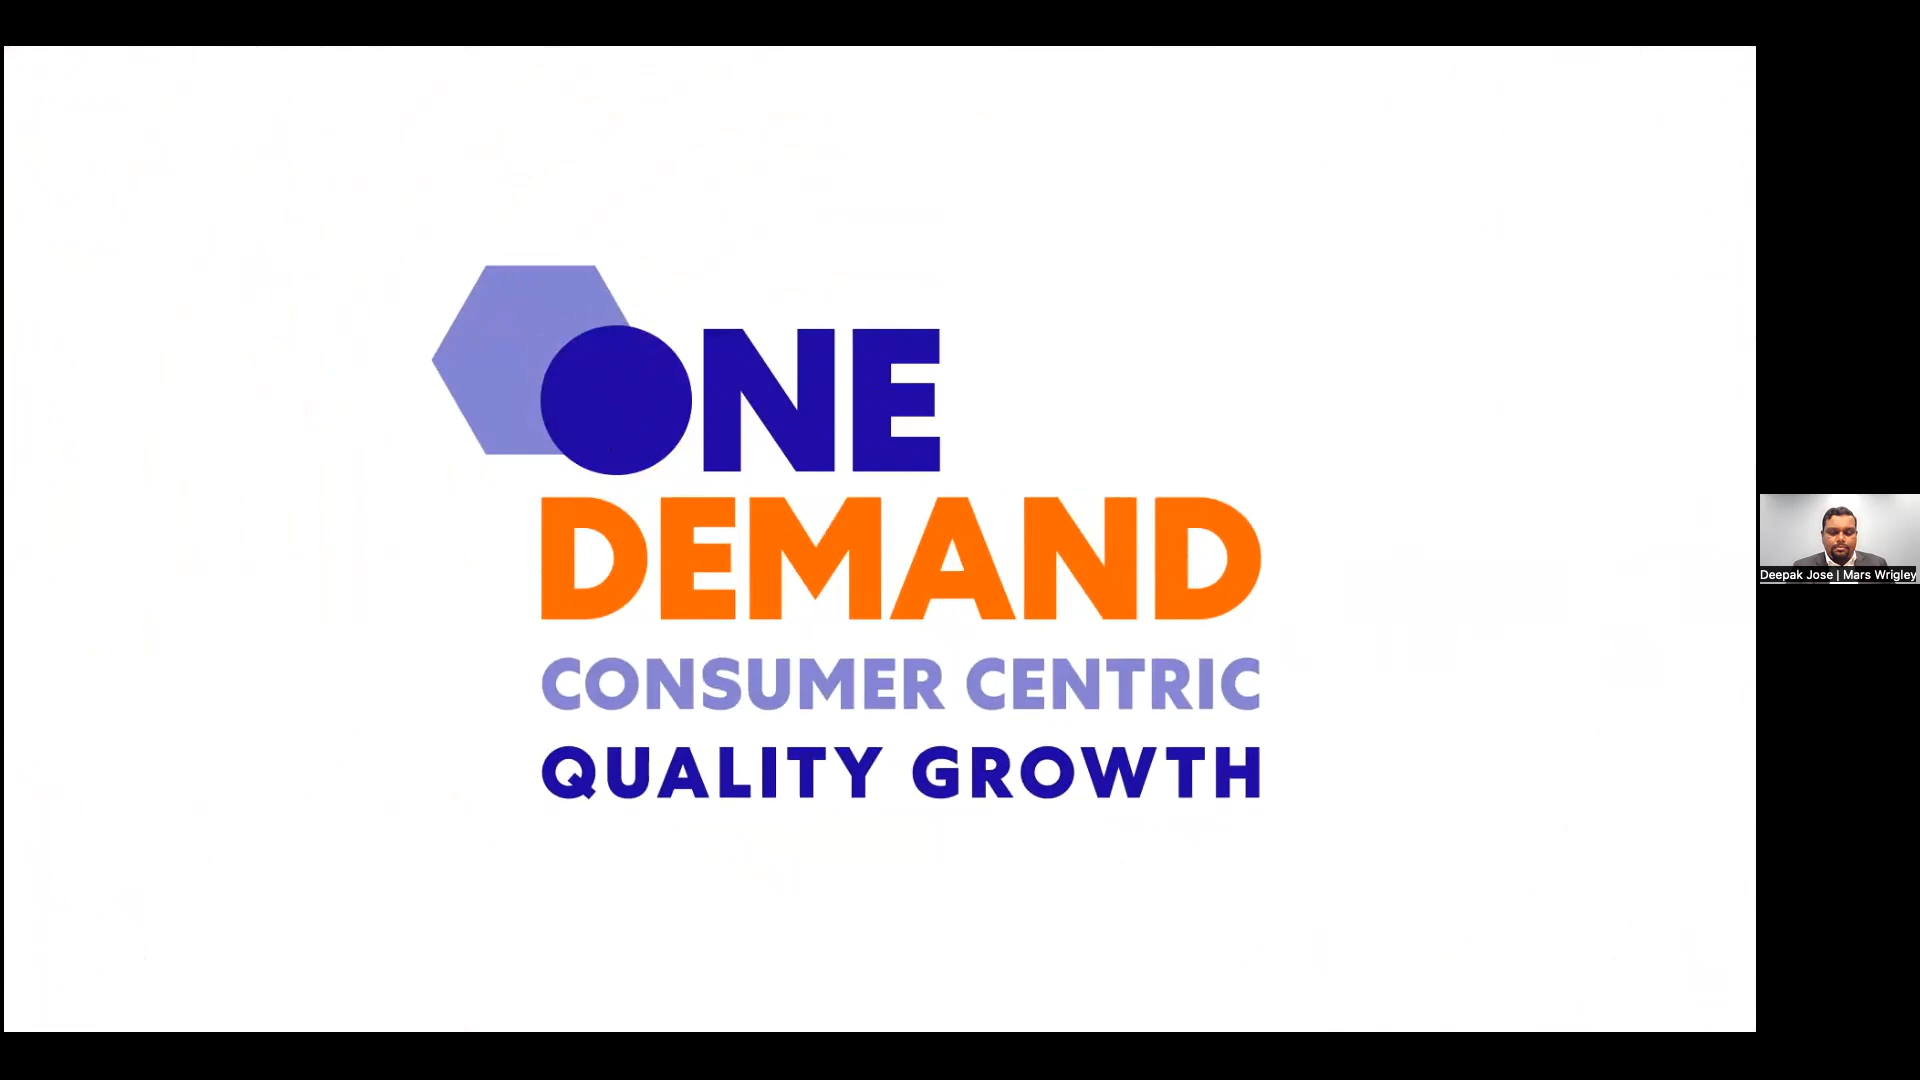 ONE
DEMAND
CONSUMER CENTRIC
QUALITY GROWTH
Deepak Jose | Mars Wrigley